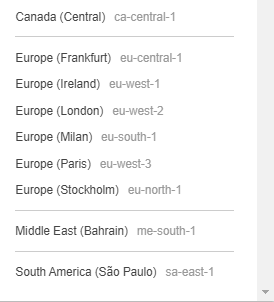 Canada (Central) ca-central-1
Europe (Frankfurt) eu-central-1
Europe (Ireland) eu-west-1
Europe (London) eu-west-2
Europe (Milan) eu-south-1
Europe (Paris) eu-west-3
Europe (Stockholm) eu-north-1
Middle East (Bahrain) me-south-1
South America (São Paulo) sa-east-1